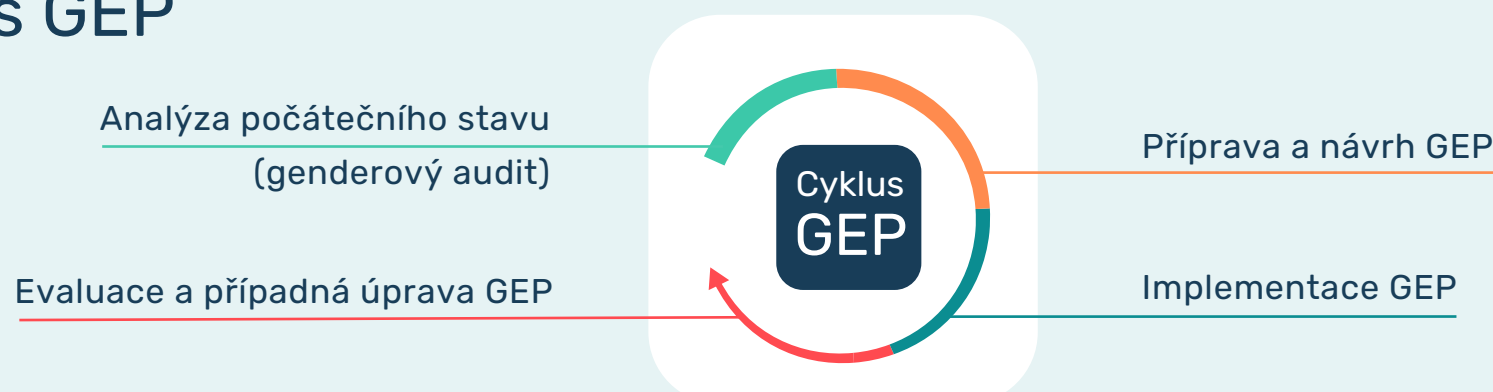 s GEP
Analýza počátečního stavu
(genderový audit)
Příprava a návrh GEP
Cyklus
GEP
Evaluace a případná úprava GEP
Implementace GEP